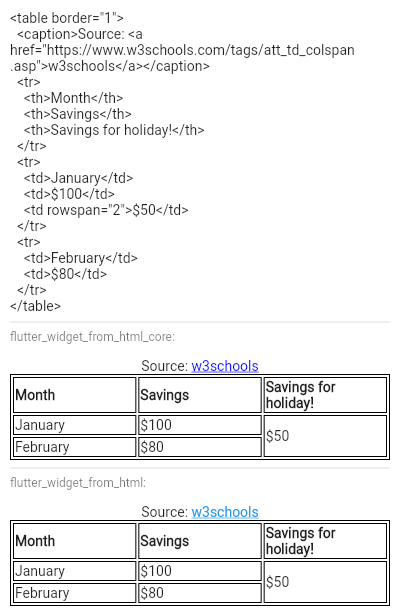 <table border="1">
<caption>Source: <a
href="https://www.w3schools.com/tags/att_td_colspan
.asp">w3schools</a></caption>
<tr>
<th>Month</th>
<th>Savings</th>
<th>Savings for holiday!</th>
</tr>
<tr>
<td>January</td>
<td>$100</td>
<td rowspan="2">$50</td>
</tr>
<tr>
<td>February</td>
<td>$80</td>
</tr>
</table>
flutter_widget_from_html_core:
Source: w3schools
Month Savings Savings for
holiday!
January $100
$50
February $80
flutter_widget_from_html:
Source: w3schools
Month Savings Savings for
holiday!
January $100
$50
February $80